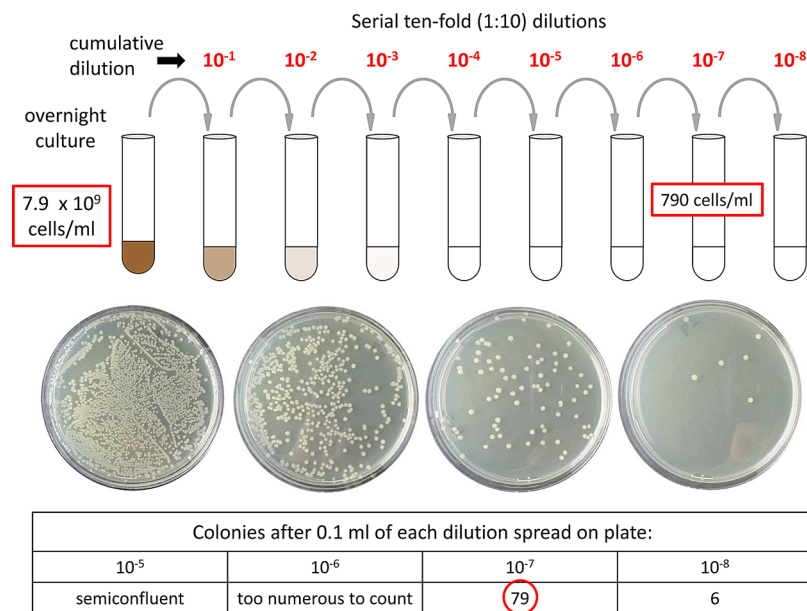 Serial ten-fold (1:10) dilutions
cumulative
dilution
10⁻¹ 10⁻² 10⁻³ 10⁻⁴ 10⁻⁵ 10⁻⁶ 10⁻⁷ 10⁻⁸
overnight
culture
7.9 x 10⁹
cells/ml
790 cells/ml
Colonies after 0.1 ml of each dilution spread on plate:
10⁻⁵ 10⁻⁶ 10⁻⁷ 10⁻⁸
semiconfluent too numerous to count 79 6